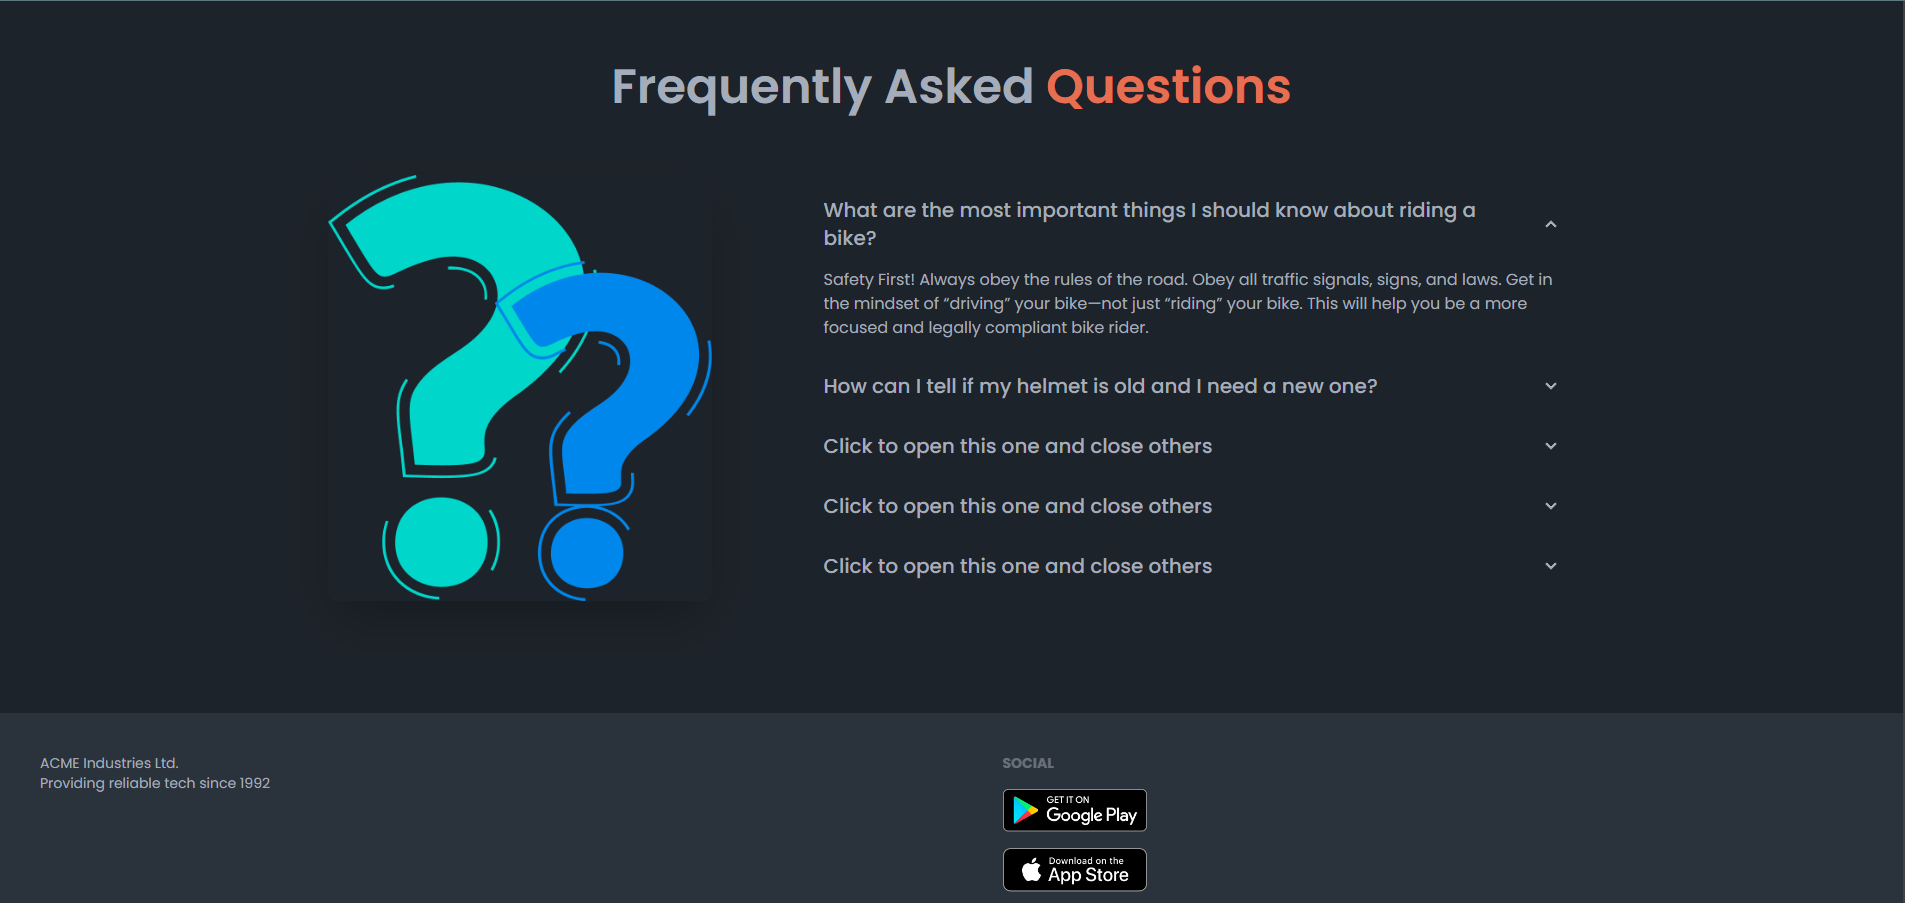 Frequently Asked Questions
What are the most important things I should know about riding a
bike?
Safety First! Always obey the rules of the road. Obey all traffic signals, signs, and laws. Get in
the mindset of “driving” your bike—not just “riding” your bike. This will help you be a more
focused and legally compliant bike rider.
How can I tell if my helmet is old and I need a new one?
Click to open this one and close others
Click to open this one and close others
Click to open this one and close others
ACME Industries Ltd.
Providing reliable tech since 1992
SOCIAL
GET IT ON
Google Play
Download on the
App Store